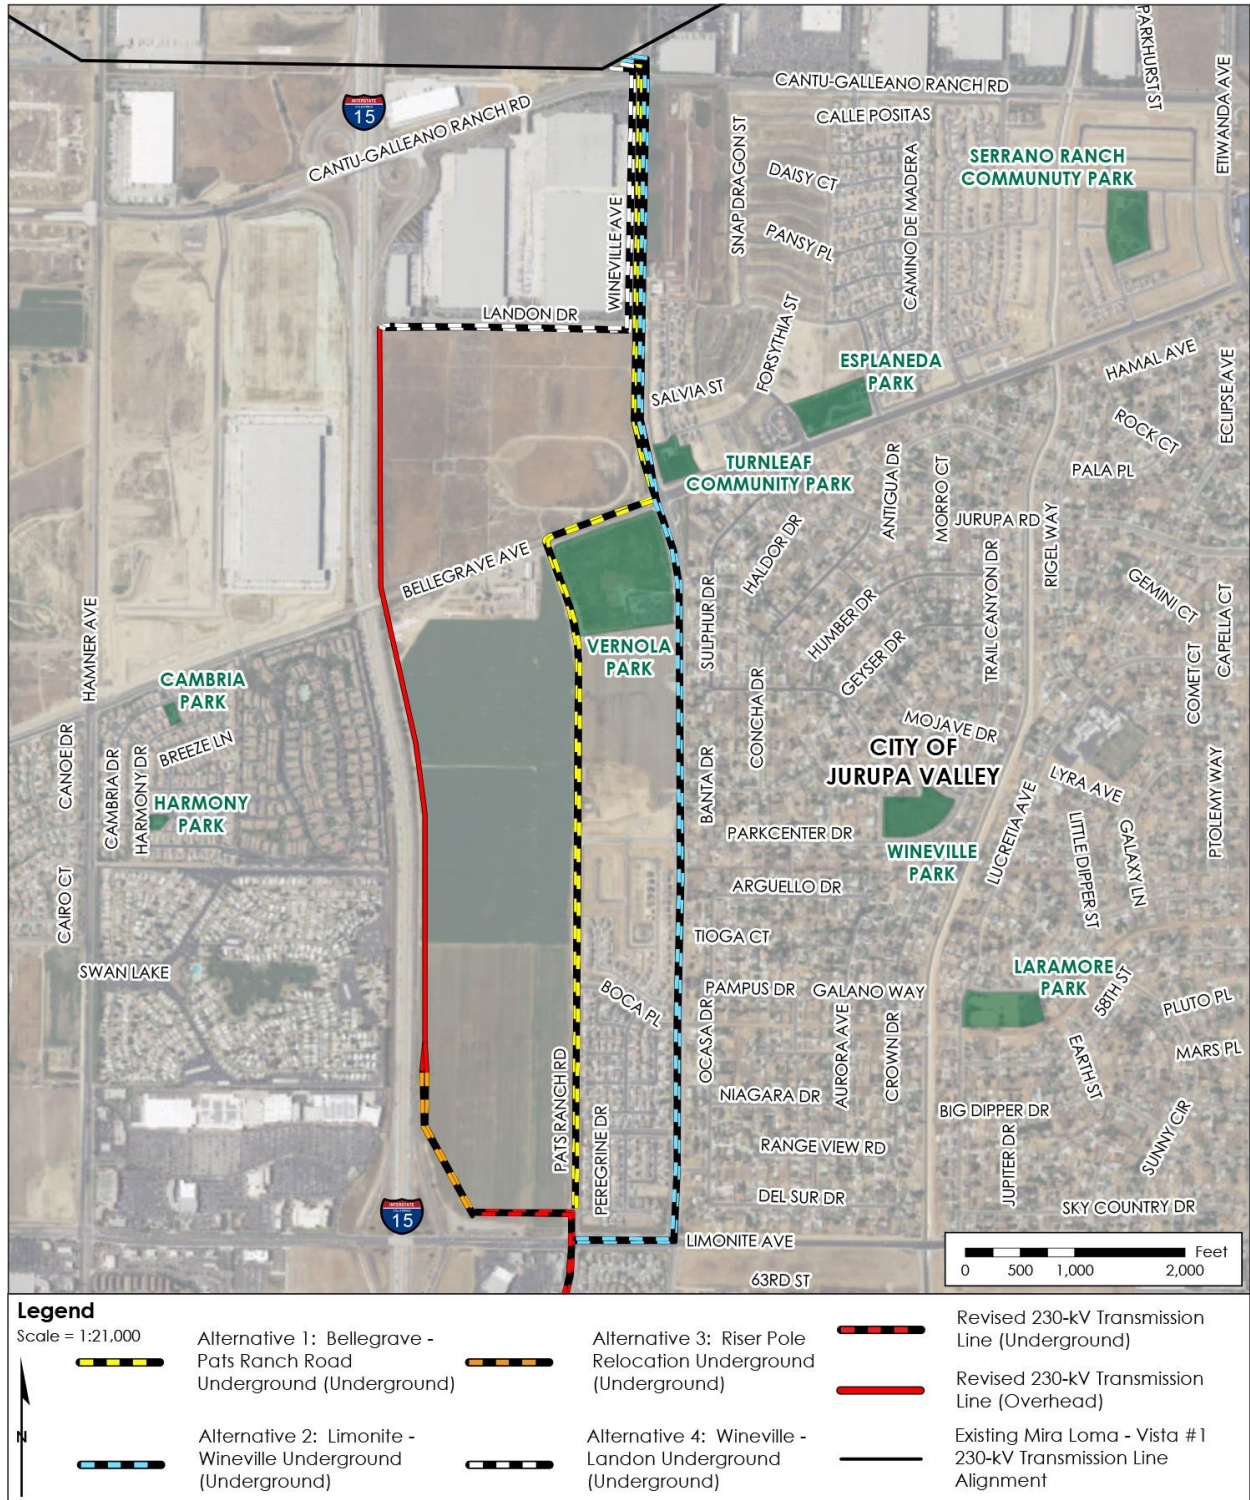 CANTU-GALLEANO RANCH RD
PARKHURST ST
ETIWANDA AVE
INTERSTATE
CALIFORNIA
15
CANTU-GALLEANO RANCH RD
CALLE POSITAS
SNAP DRAGON ST
DAISY CT
CAMINO DE MADERA
SERRANO RANCH
COMMUNUTY PARK
PANSY PL
WINEVILLE AVE
LANDON DR
FORSYTHIA ST
ESPLANEDA
PARK
HAMAL AVE
ECLIPSE AVE
SALVIA ST
ROCK CT
TURNLEAF
COMMUNITY PARK
ANTIGUA DR
MORRO CT
PALA PL
JURUPA RD
HALDOR DR
RIGEL WAY
BELLEGRAVE AVE
TRAIL CANYON DR
GEMINI CT
CAPELLA CT
HAMNER AVE
SULPHUR DR
HUMBER DR
VERNOLA
PARK
GEYSER DR
COMET CT
CAMBRIA
PARK
CONCHA DR
MOJAVE DR
CITY OF
JURUPA VALLEY
CANOE DR
BREEZE LN
CAMBRIA DR
HARMONY DR
HARMONY
PARK
BANTA DR
LYRA AVE
PTOLEMY WAY
PARKCENTER DR
WINEVILLE
PARK
LUCRETIA AVE
LITTLE DIPPER ST
GALAXY LN
ARGUELLO DR
CAIRO CT
TIOGA CT
SWAN LAKE
LARAMORE
PARK
58TH ST
BOCA PL
PAMPUS DR
GALANO WAY
PLUTO PL
OCASA DR
AURORA AVE
CROWN DR
EARTH ST
MARS PL
PATS RANCH RD
NIAGARA DR
BIG DIPPER DR
PEREGRINE DR
RANGE VIEW RD
JUPITER DR
SUNNY CIR
DEL SUR DR
SKY COUNTRY DR
INTERSTATE
CALIFORNIA
15
LIMONITE AVE
63RD ST
Feet
0 500 1,000 2,000
Legend
Scale = 1:21,000
N
Alternative 1: Bellegrave -
Pats Ranch Road
Underground (Underground)
Alternative 2: Limonite -
Wineville Underground
(Underground)
Alternative 3: Riser Pole
Relocation Underground
(Underground)
Alternative 4: Wineville -
Landon Underground
(Underground)
Revised 230-kV Transmission
Line (Underground)
Revised 230-kV Transmission
Line (Overhead)
Existing Mira Loma - Vista #1
230-kV Transmission Line
Alignment